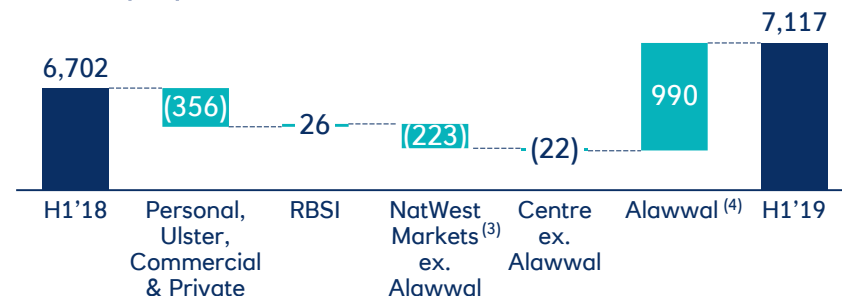 7,117
6,702
(356)
26
(223)
(22)
990
H1'18
Personal,
Ulster,
Commercial
& Private
RBSI
NatWest
Markets (3)
ex.
Alawwal
Centre
ex.
Alawwal
Alawwal (4)
H1'19